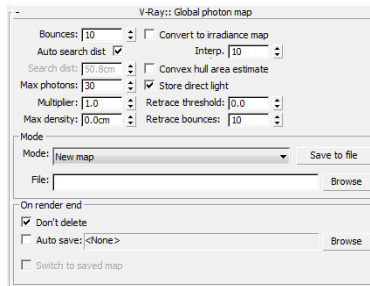 - V-Ray:: Global photon map
Bounces: 10 Convert to irradiance map
Auto search dist Interp. 10
Search dist: 50.8cm Convex hull area estimate
Max photons: 30 Store direct light
Multiplier: 1.0 Retrace threshold: 0.0
Max density: 0.0cm Retrace bounces: 10
Mode
Mode: New map Save to file
File: Browse
On render end
Don't delete
Auto save: <None> Browse
Switch to saved map